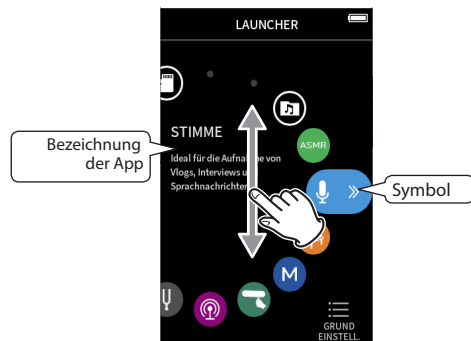 LAUNCHER
Bezeichnung
der App
STIMME
Ideal für die Aufnahme von
Vlogs, Interviews u
Sprachnachrichten
ASMR
Symbol
M
GRUND
EINSTELL.